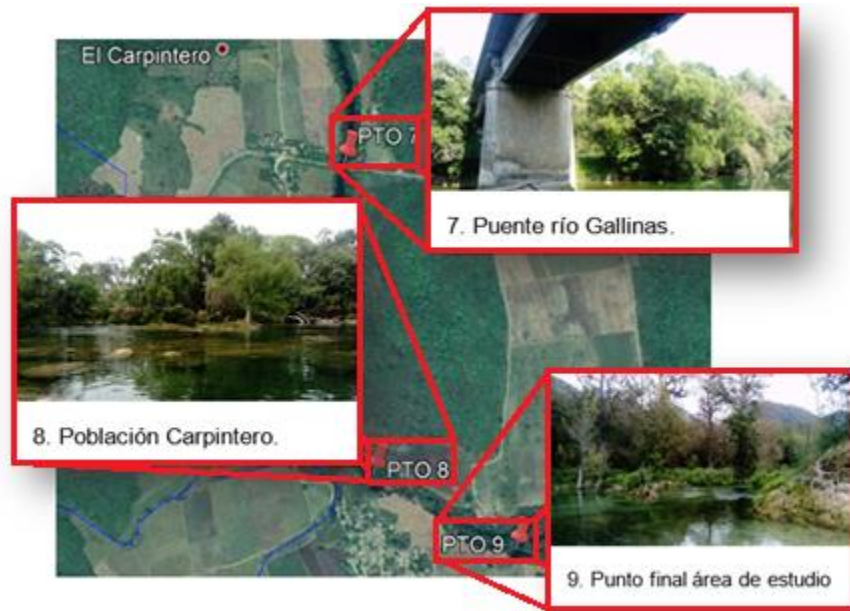 El Carpintero
PTO 7
7. Puente río Gallinas.
8. Población Carpintero.
PTO 8
PTO 9
9. Punto final área de estudio